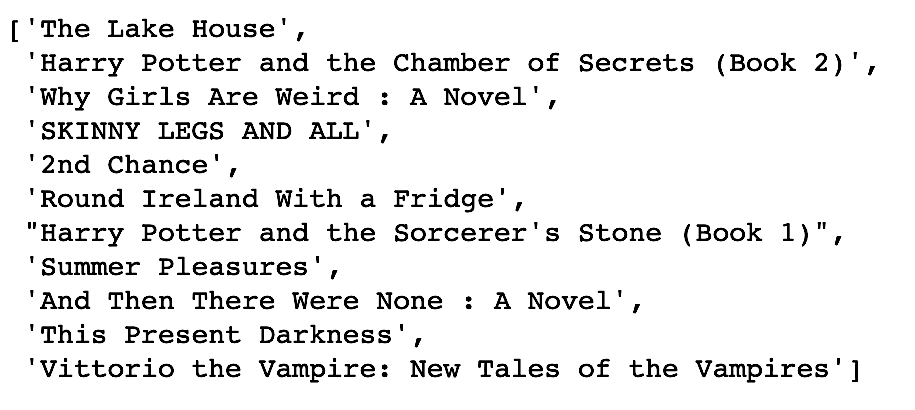 ['The Lake House',
'Harry Potter and the Chamber of Secrets (Book 2)',
'Why Girls Are Weird : A Novel',
'SKINNY LEGS AND ALL',
'2nd Chance',
'Round Ireland With a Fridge',
"Harry Potter and the Sorcerer's Stone (Book 1)",
'Summer Pleasures',
'And Then There Were None : A Novel',
'This Present Darkness',
'Vittorio the Vampire: New Tales of the Vampires']